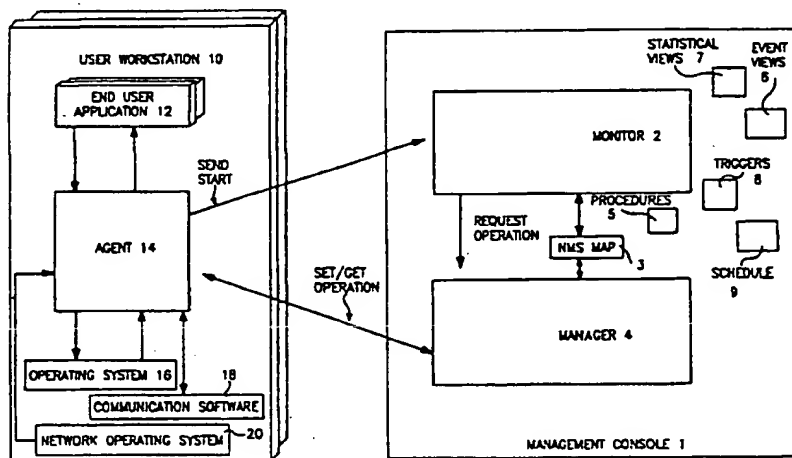 USER WORKSTATION 10
END USER
APPLICATION 12
SEND
START
AGENT 14
SET/GET
OPERATION
OPERATING SYSTEM 16
18
COMMUNICATION SOFTWARE
20
NETWORK OPERATING SYSTEM
STATISTICAL
VIEWS 7
EVENT
VIEWS
6
MONITOR 2
TRIGGERS
8
PROCEDURES
5
REQUEST
OPERATION
NMS MAP
3
SCHEDULE
9
MANAGER 4
MANAGEMENT CONSOLE 1